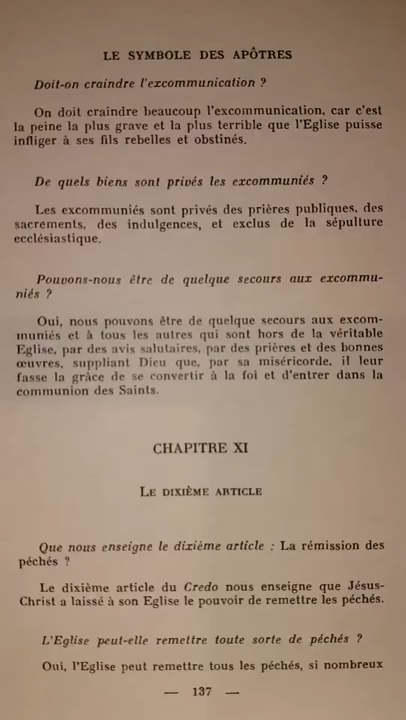 LE SYMBOLE DES APÔTRES
Doit-on craindre l'excommunication ?
On doit craindre beaucoup l'excommunication, car c'est
la peine la plus grave et la plus terrible que l'Eglise puisse
infliger à ses fils rebelles et obstinés.
De quels biens sont privés les excommuniés ?
Les excommuniés sont privés des prières publiques, des
sacrements, des indulgences, et exclus de la sépulture
ecclésiastique.
Pouvons-nous être de quelque secours aux excommu-
niés ?
Oui, nous pouvons être de quelque secours aux excom-
muniés et à tous les autres qui sont hors de la véritable
Eglise, par des avis salutaires, par des prières et des bonnes
œuvres, suppliant Dieu que, par sa miséricorde, il leur
fasse la grâce de se convertir à la foi et d'entrer dans la
communion des Saints.
CHAPITRE XI
LE DIXIÈME ARTICLE
Que nous enseigne le dixième article : La rémission des
péchés ?
Le dixième article du Credo nous enseigne que Jésus-
Christ a laissé à son Eglise le pouvoir de remettre les péchés.
L'Eglise peut-elle remettre toute sorte de péchés ?
Oui, l'Eglise peut remettre tous les péchés, si nombreux
— 137 —